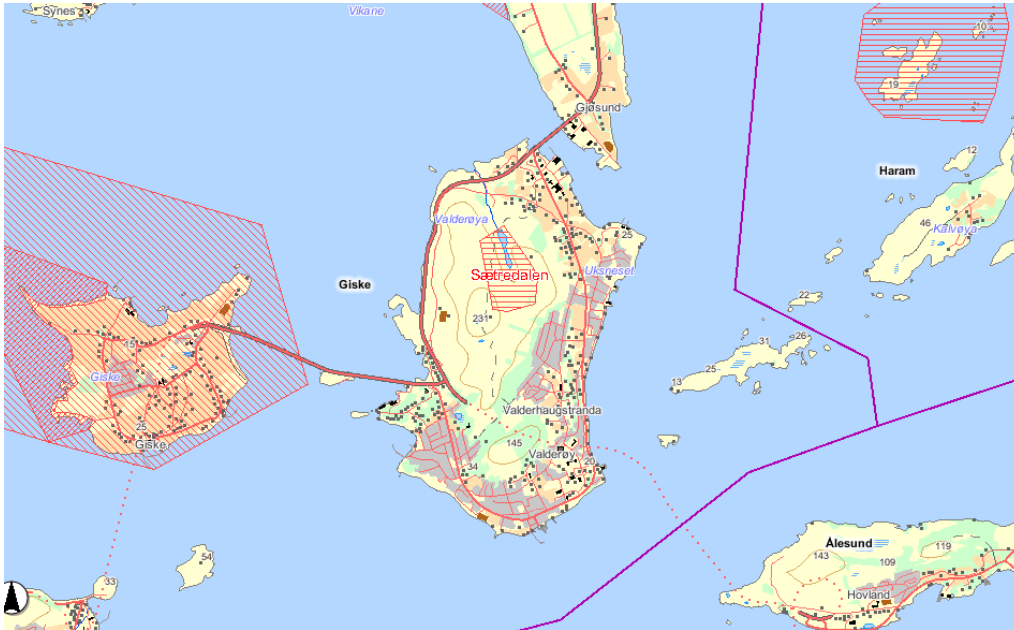 Synes
Vikane
10
19
Gjøsund
12
Haram
46
Kalvøya
Valderøya
25
Uksneset
Sætredalen
Giske
22
231
15
26
31
25
13
Giske
25
Giske
Valderhaugstranda
145
Valderøy
34
20
54
33
Ålesund
143
119
109
Hovland